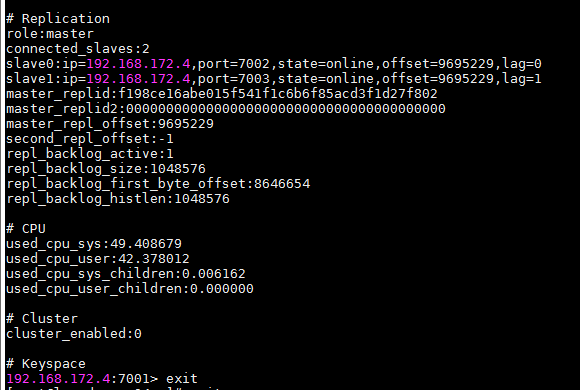 # Replication
role:master
connected_slaves:2
slave0:ip=192.168.172.4,port=7002,state=online,offset=9695229,lag=0
slave1:ip=192.168.172.4,port=7003,state=online,offset=9695229,lag=1
master_replid:f198ce16abe015f541f1c6b6f85acd3f1d27f802
master_replid2:0000000000000000000000000000000000000000
master_repl_offset:9695229
second_repl_offset:-1
repl_backlog_active:1
repl_backlog_size:1048576
repl_backlog_first_byte_offset:8646654
repl_backlog_histlen:1048576
# CPU
used_cpu_sys:49.408679
used_cpu_user:42.378012
used_cpu_sys_children:0.006162
used_cpu_user_children:0.000000
# Cluster
cluster_enabled:0
# Keyspace
192.168.172.4:7001> exit